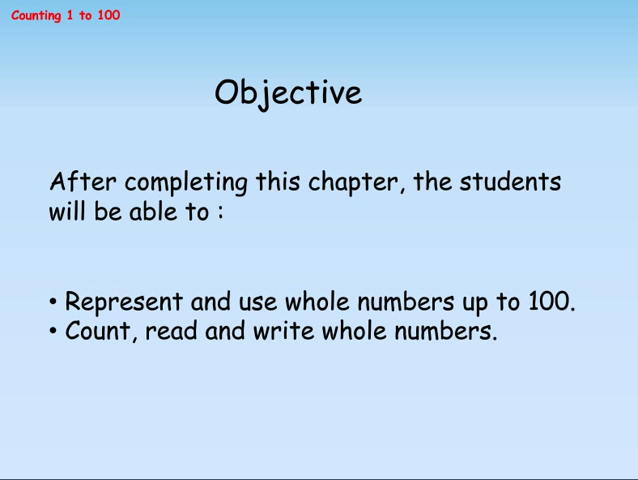 Counting 1 to 100
Objective
After completing this chapter, the students
will be able to :
• Represent and use whole numbers up to 100.
• Count, read and write whole numbers.